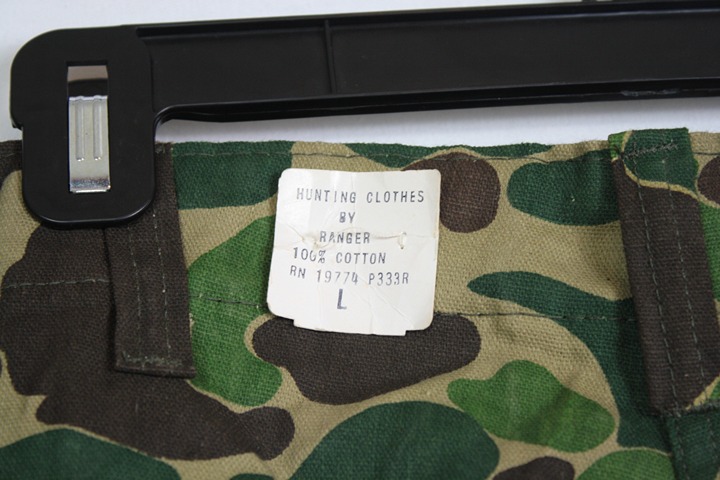 HUNTING CLOTHES
BY
RANGER
100% COTTON
RN 19774 P333R
L